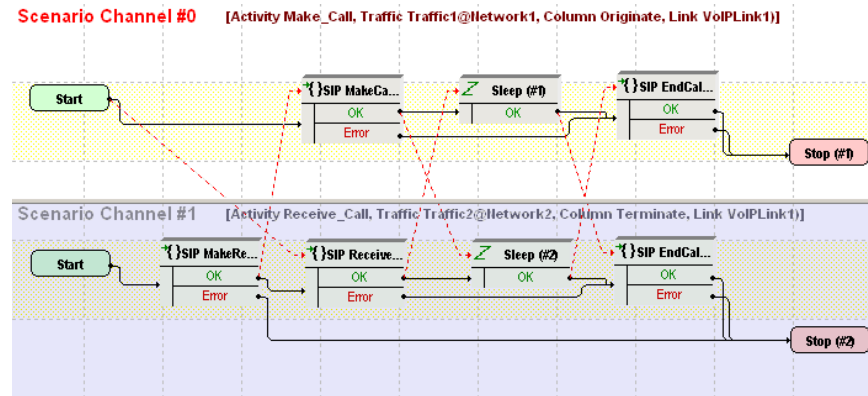 Scenario Channel #0 [Activity Make_Call, Traffic Traffic1@Network1, Column Originate, Link VoIPLink1)]
Start
{}SIP MakeCa...
OK
Error
Sleep (#1)
OK
{}SIP EndCal...
OK
Error
Stop (#1)
Scenario Channel #1 [Activity Receive_Call, Traffic Traffic2@Network2, Column Terminate, Link VoIPLink1)]
Start
{}SIP MakeRe...
OK
Error
{}SIP Receive...
OK
Error
Sleep (#2)
OK
{}SIP EndCal...
OK
Error
Stop (#2)